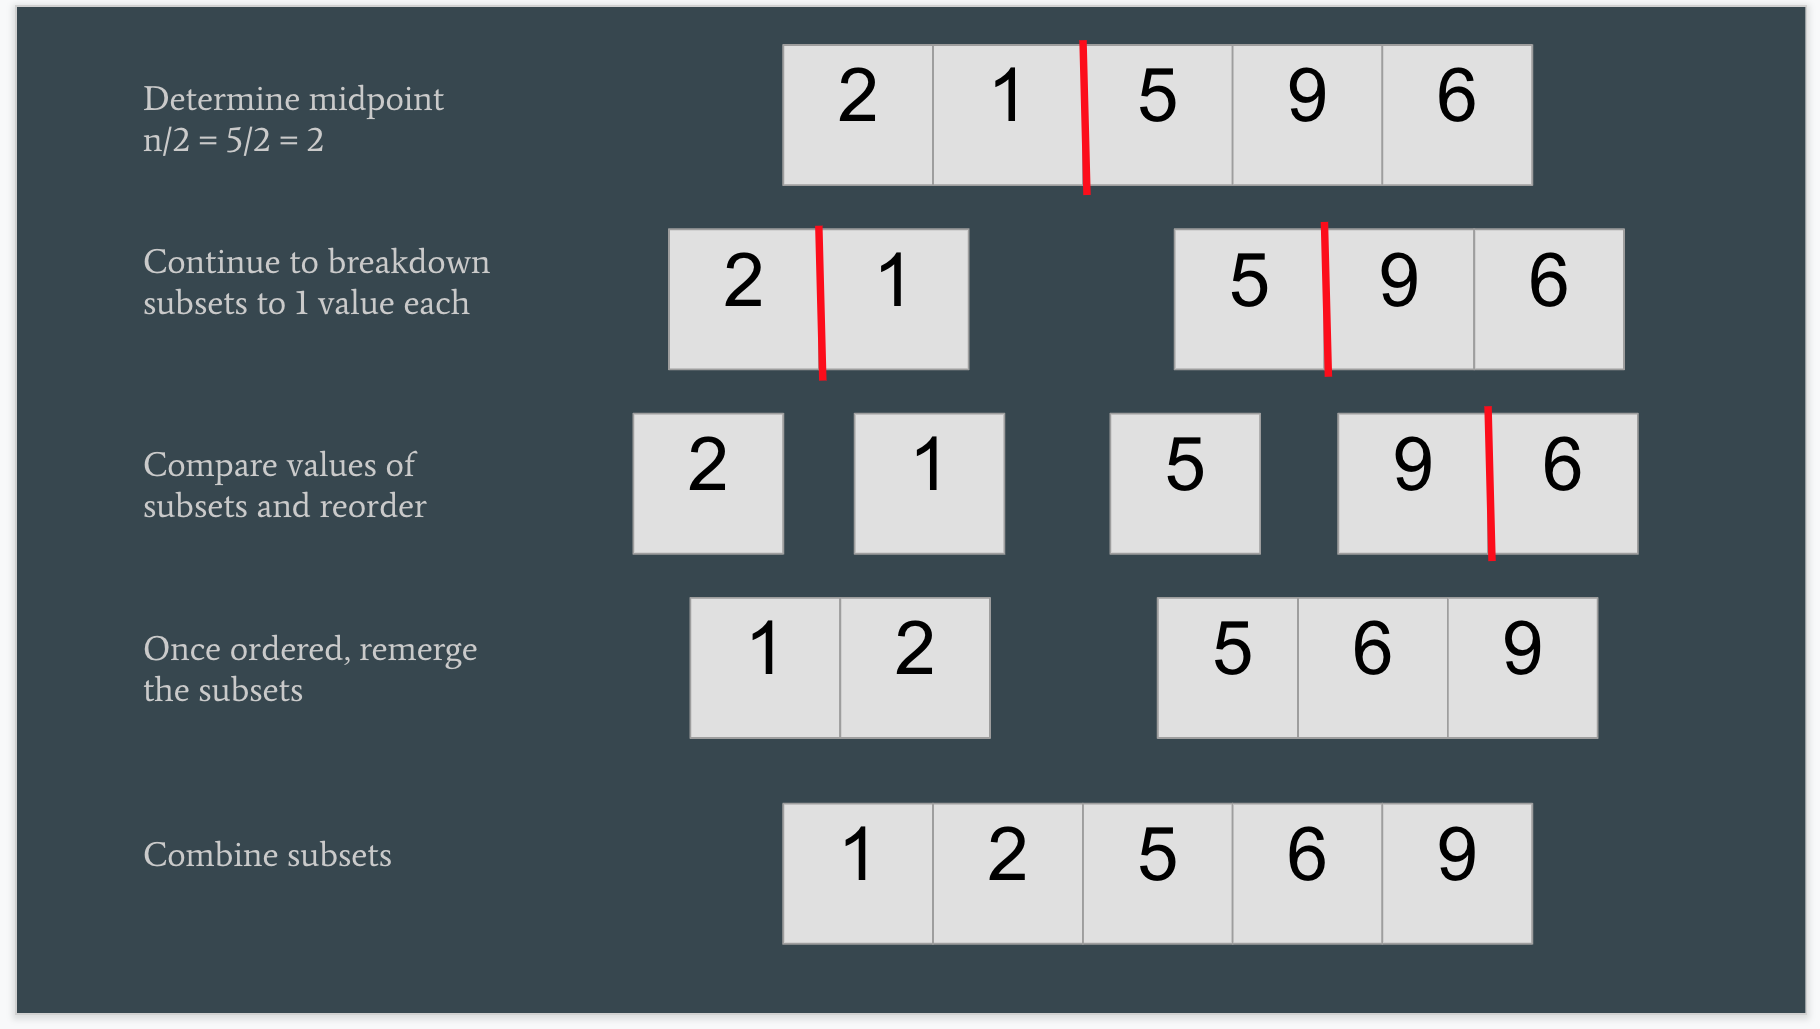 Determine midpoint
n/2 = 5/2 = 2
2 1 5 9 6
Continue to breakdown
subsets to 1 value each
2 1 5 9 6
Compare values of
subsets and reorder
2 1 5 9 6
Once ordered, remerge
the subsets
1 2 5 6 9
Combine subsets
1 2 5 6 9